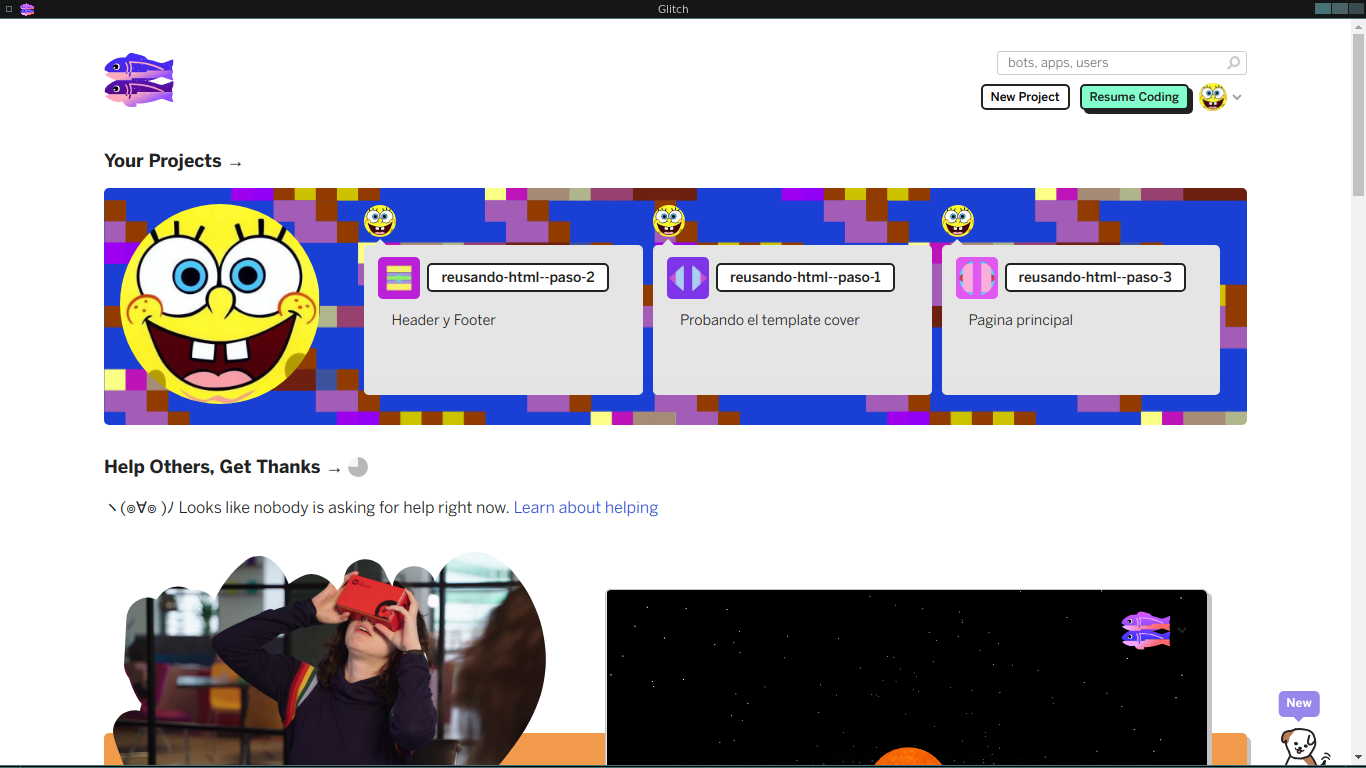 Glitch
bots, apps, users
New Project
Resume Coding
Your Projects →
reusando-html--paso-2
Header y Footer
reusando-html--paso-1
Probando el template cover
reusando-html--paso-3
Pagina principal
Help Others, Get Thanks →
ヽ(๏∀๏ )ﾉ Looks like nobody is asking for help right now. Learn about helping
New